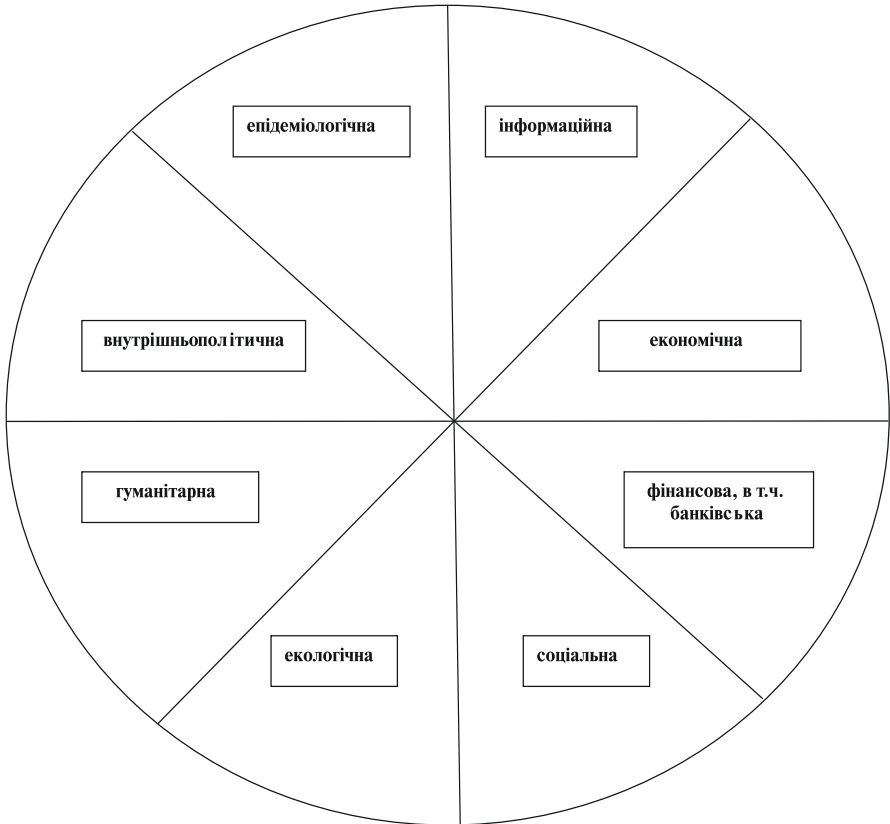 епідеміологічна
інформаційна
внутрішньополітична
економічна
гуманітарна
фінансова, в т.ч.
банківська
екологічна
соціальна